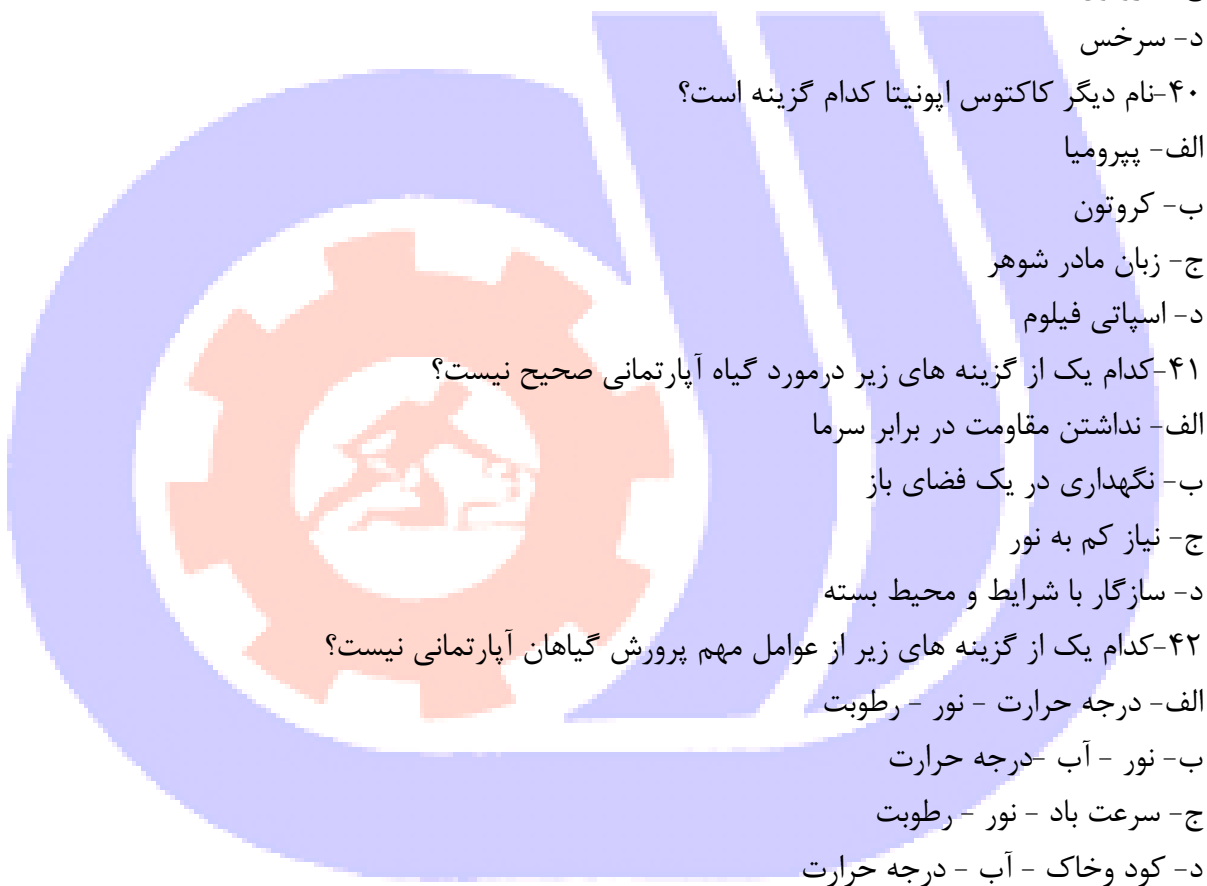 د- سرخس
۴۰-نام دیگر کاکتوس اپونیتا کدام گزینه است؟
الف- پپرومیا
ب- کروتون
ج- زبان مادر شوهر
د- اسپاتی فیلوم
۴۱-کدام یک از گزینه های زیر درمورد گیاه آپارتمانی صحیح نیست؟
الف- نداشتن مقاومت در برابر سرما
ب- نگهداری در یک فضای باز
ج- نیاز کم به نور
د- سازگار با شرایط و محیط بسته
۴۲-کدام یک از گزینه های زیر از عوامل مهم پرورش گیاهان آپارتمانی نیست؟
الف- درجه حرارت - نور - رطوبت
ب- نور - آب -درجه حرارت
ج- سرعت باد - نور - رطوبت
د- کود وخاک - آب - درجه حرارت